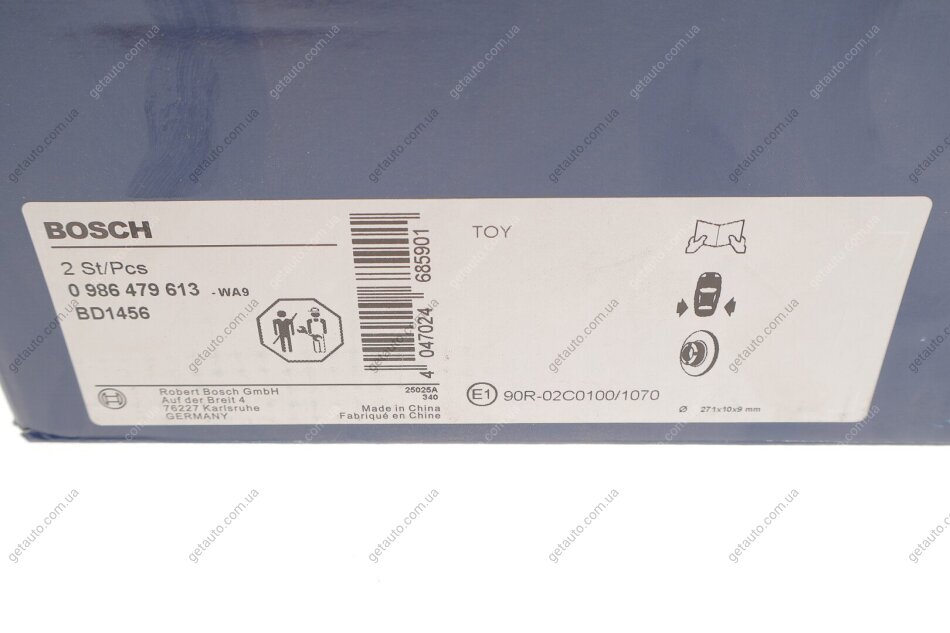 BOSCH
2 St/Pcs
0 986 479 613 -WA9
BD1456
Robert Bosch GmbH
Auf der Breit 4
76227 Karlsruhe
GERMANY
25025A
340
Made in China
Fabriqué en Chine
4 047024 685901
TOY
E1 90R-02C0100/1070
Ø 271x10x9 mm
getauto.com.ua